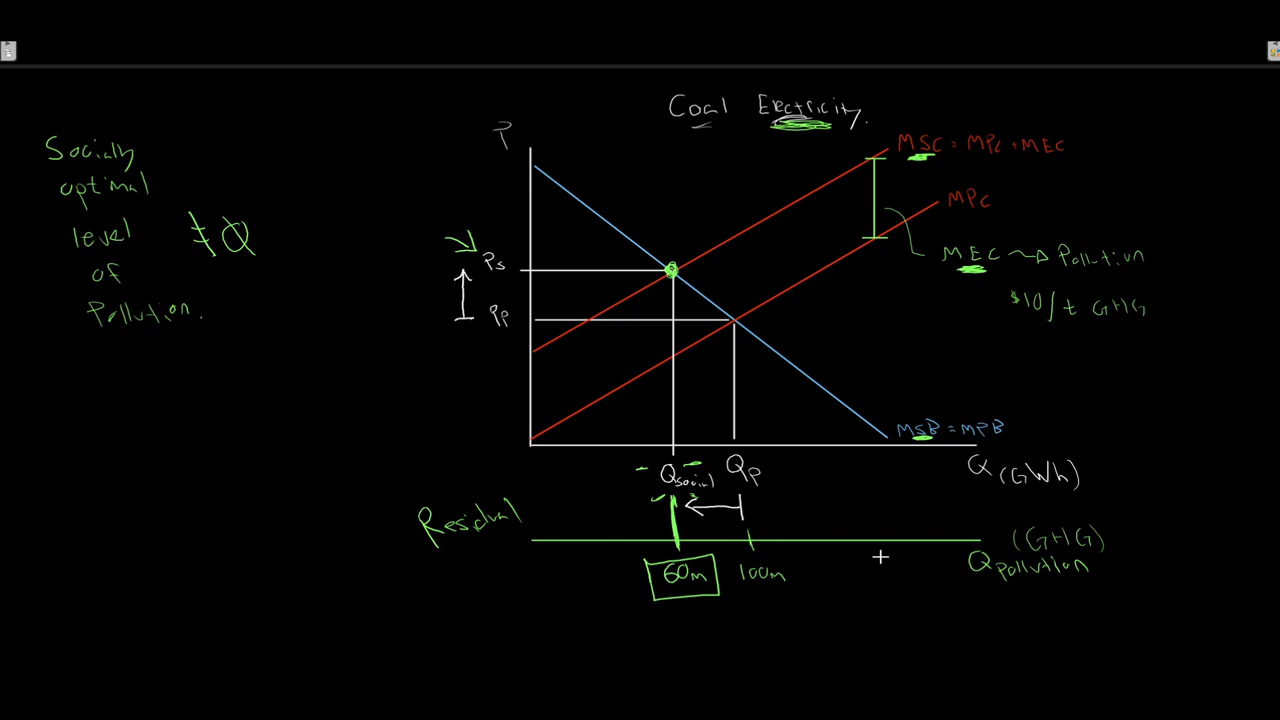 Coal Electricity.
P
MSC = MPC + MEC
MPC
Socially
optimal
level
of
Pollution.
≠ 0
Ps
Pp
MEC → Pollution
$10/t GHG
MSB = MPB
Qsocial
Qp
Q (GWh)
Residual
(GHG)
Qpollution
60m
100m